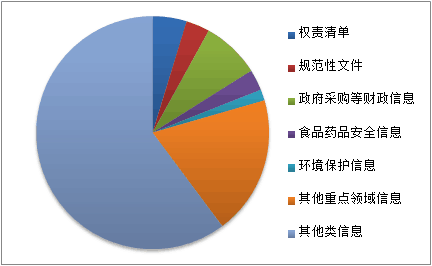 权责清单
规范性文件
政府采购等财政信息
食品药品安全信息
环境保护信息
其他重点领域信息
其他类信息